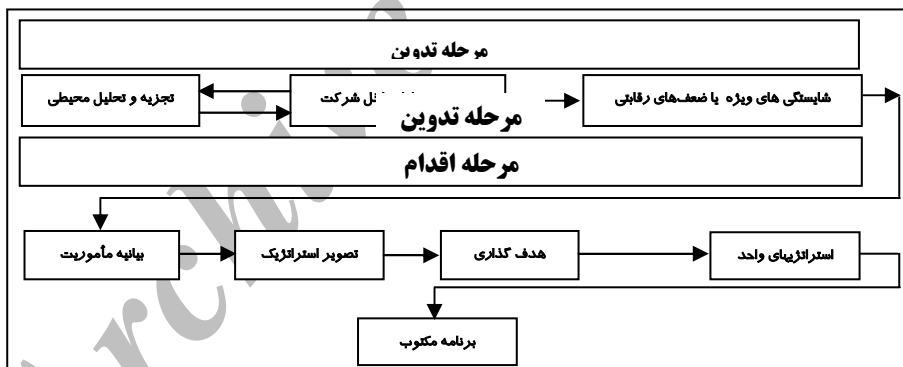 مرحله تدوین
تجزیه و تحلیل محیطی
شرکت
شایستگی های ویژه یا ضعف‌های رقابتی
مرحله تدوین
مرحله اقدام
بیانیه مأموریت
تصویر استراتژیک
هدف گذاری
استراتژیهای واحد
برنامه مکتوب
Archive